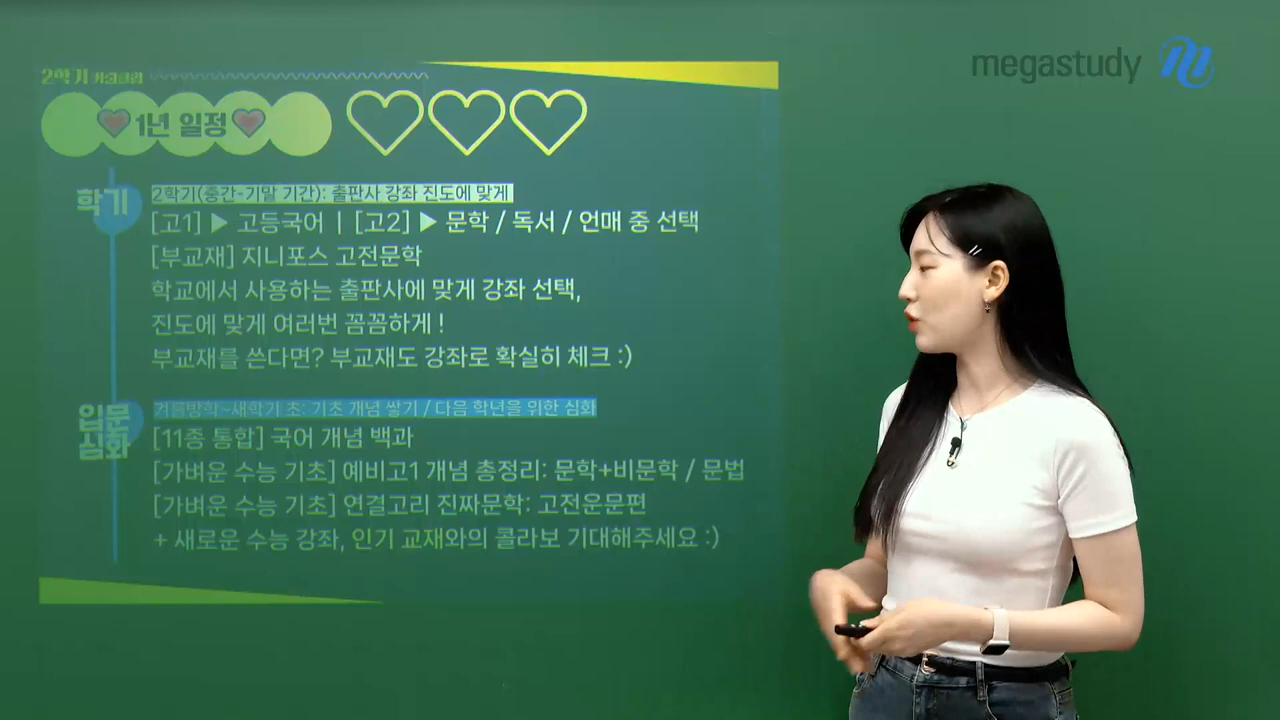 megastudy
2학기 커리큘럼
1년 일정
학기
2학기(중간-기말 기간): 출판사 강좌 진도에 맞게
[고1] ▶ 고등국어 | [고2] ▶ 문학 / 독서 / 언매 중 선택
[부교재] 지니포스 고전문학
학교에서 사용하는 출판사에 맞게 강좌 선택,
진도에 맞게 여러번 꼼꼼하게 !
부교재를 쓴다면? 부교재도 강좌로 확실히 체크 :)
입문
심화
겨울방학~새학기 초: 기초 개념 쌓기 / 다음 학년을 위한 심화
[11종 통합] 국어 개념 백과
[가벼운 수능 기초] 예비고1 개념 총정리: 문학+비문학 / 문법
[가벼운 수능 기초] 연결고리 진짜문학: 고전운문편
+ 새로운 수능 강좌, 인기 교재와의 콜라보 기대해주세요 :)